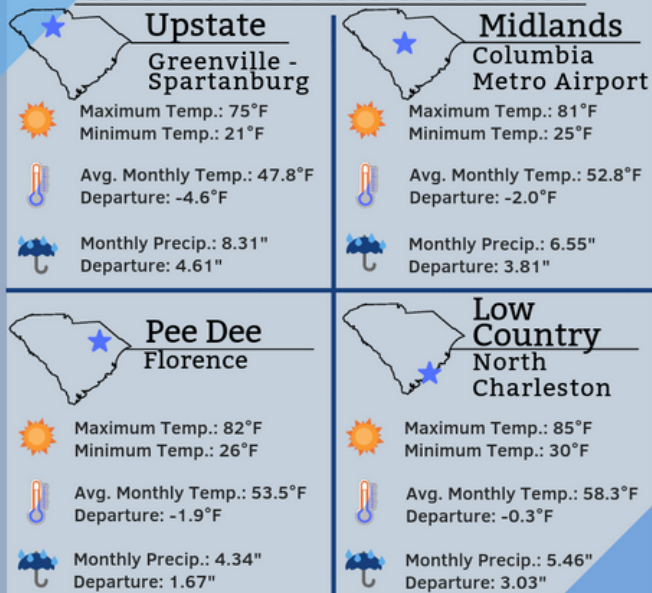 Upstate
Greenville -
Spartanburg
Maximum Temp.: 75°F
Minimum Temp.: 21°F
Avg. Monthly Temp.: 47.8°F
Departure: -4.6°F
Monthly Precip.: 8.31"
Departure: 4.61"
Midlands
Columbia
Metro Airport
Maximum Temp.: 81°F
Minimum Temp.: 25°F
Avg. Monthly Temp.: 52.8°F
Departure: -2.0°F
Monthly Precip.: 6.55"
Departure: 3.81"
Pee Dee
Florence
Maximum Temp.: 82°F
Minimum Temp.: 26°F
Avg. Monthly Temp.: 53.5°F
Departure: -1.9°F
Monthly Precip.: 4.34"
Departure: 1.67"
Low
Country
North
Charleston
Maximum Temp.: 85°F
Minimum Temp.: 30°F
Avg. Monthly Temp.: 58.3°F
Departure: -0.3°F
Monthly Precip.: 5.46"
Departure: 3.03"